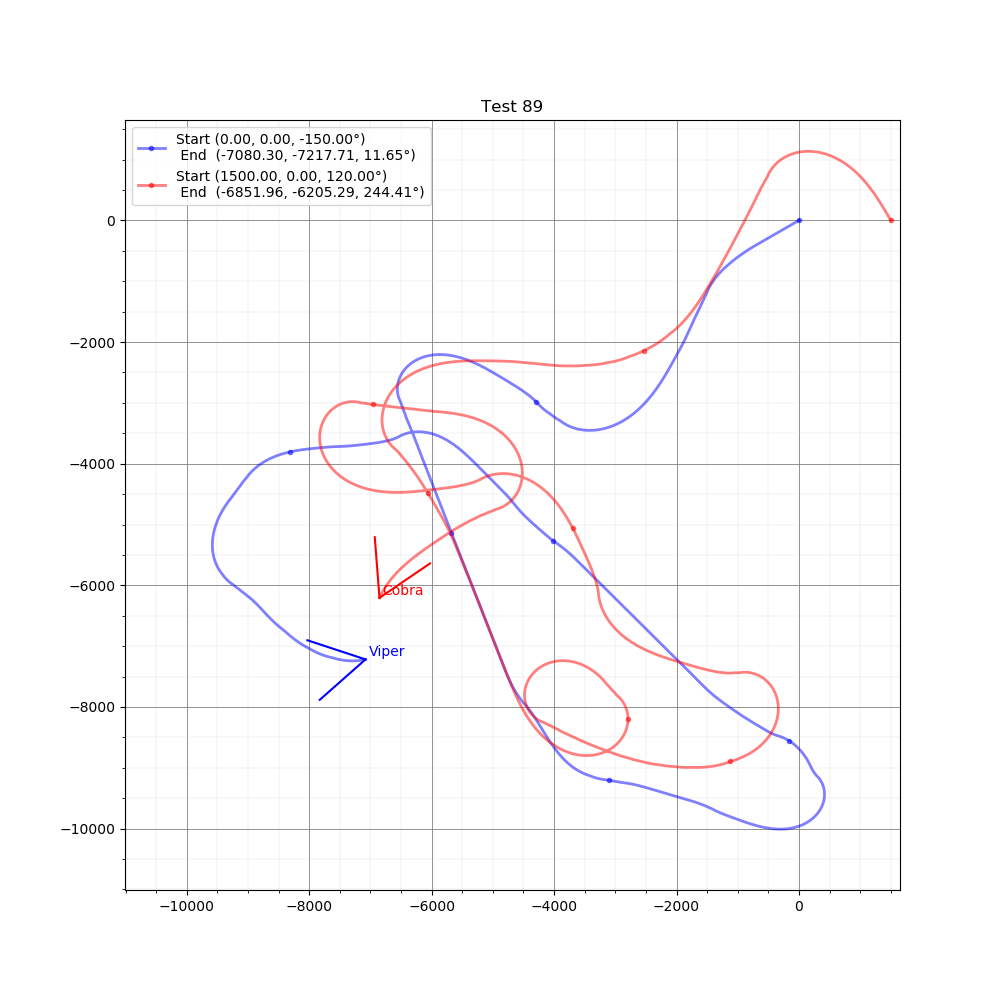 Test 89
Start (0.00, 0.00, -150.00°)
End  (-7080.30, -7217.71, 11.65°)
Start (1500.00, 0.00, 120.00°)
End  (-6851.96, -6205.29, 244.41°)
0
−2000
−4000
−6000
−8000
−10000
Cobra
Viper
−10000
−8000
−6000
−4000
−2000
0